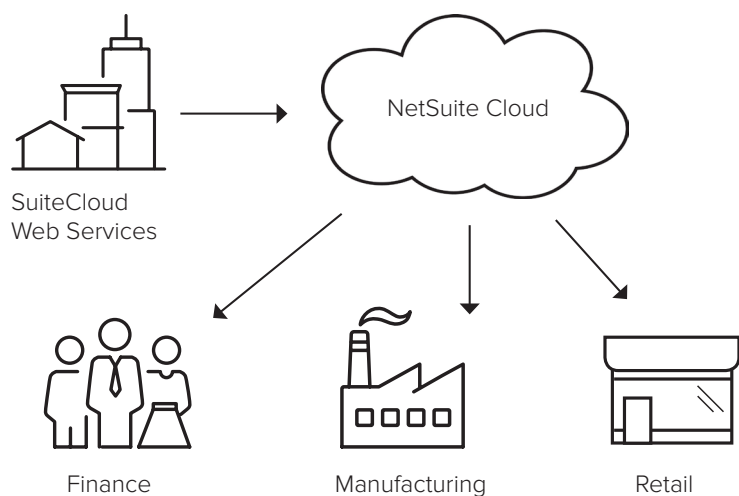 NetSuite Cloud
SuiteCloud
Web Services
Finance
Manufacturing
Retail